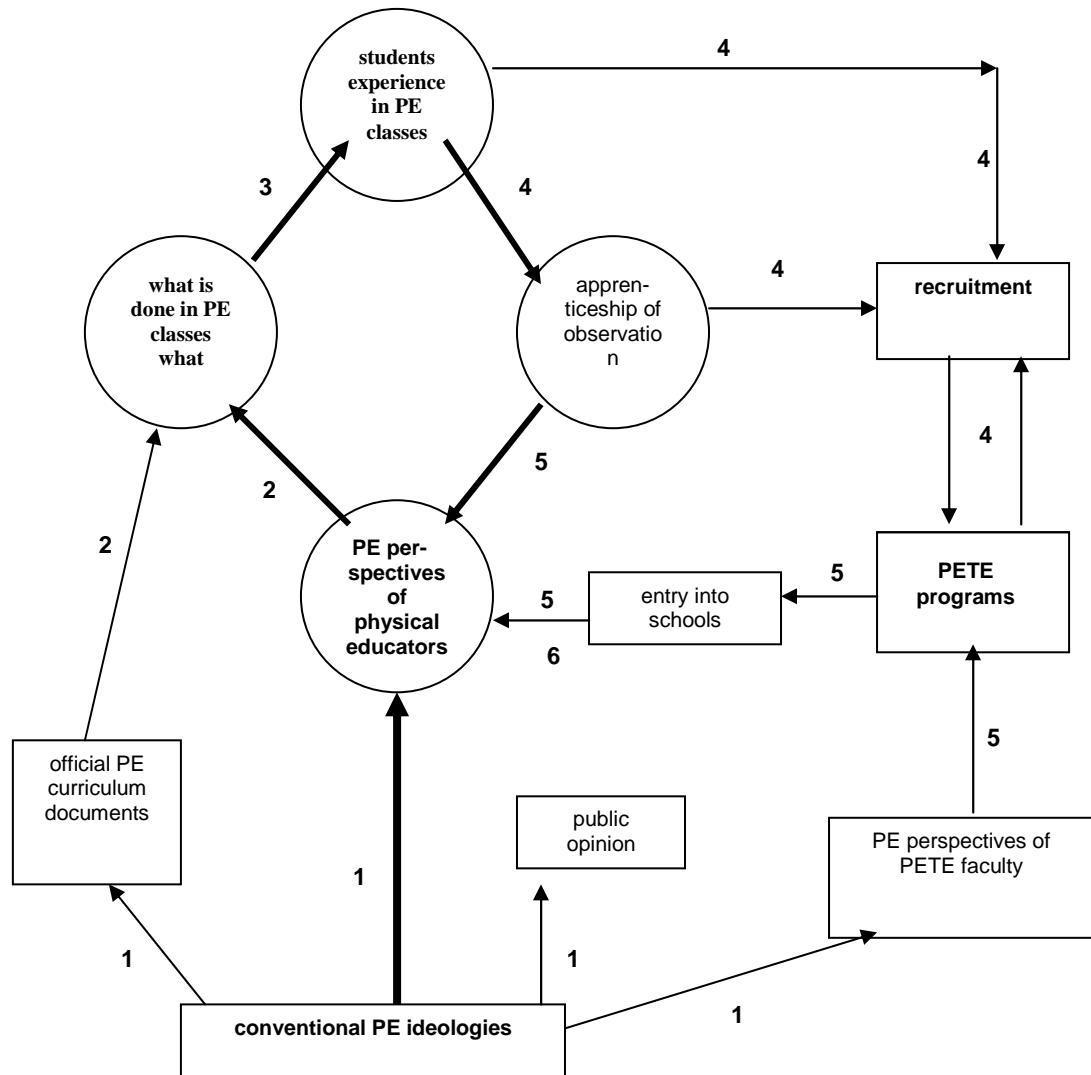 students
experience
in PE
classes
4
4
3
4
what is
done in PE
classes
what
appren-
ticeship of
observatio
n
4
recruitment
2
5
4
PE per-
spectives
of
physical
educators
5
6
entry into
schools
5
PETE
programs
2
5
official PE
curriculum
documents
public
opinion
PE perspectives of
PETE faculty
1
1
1
1
conventional PE ideologies